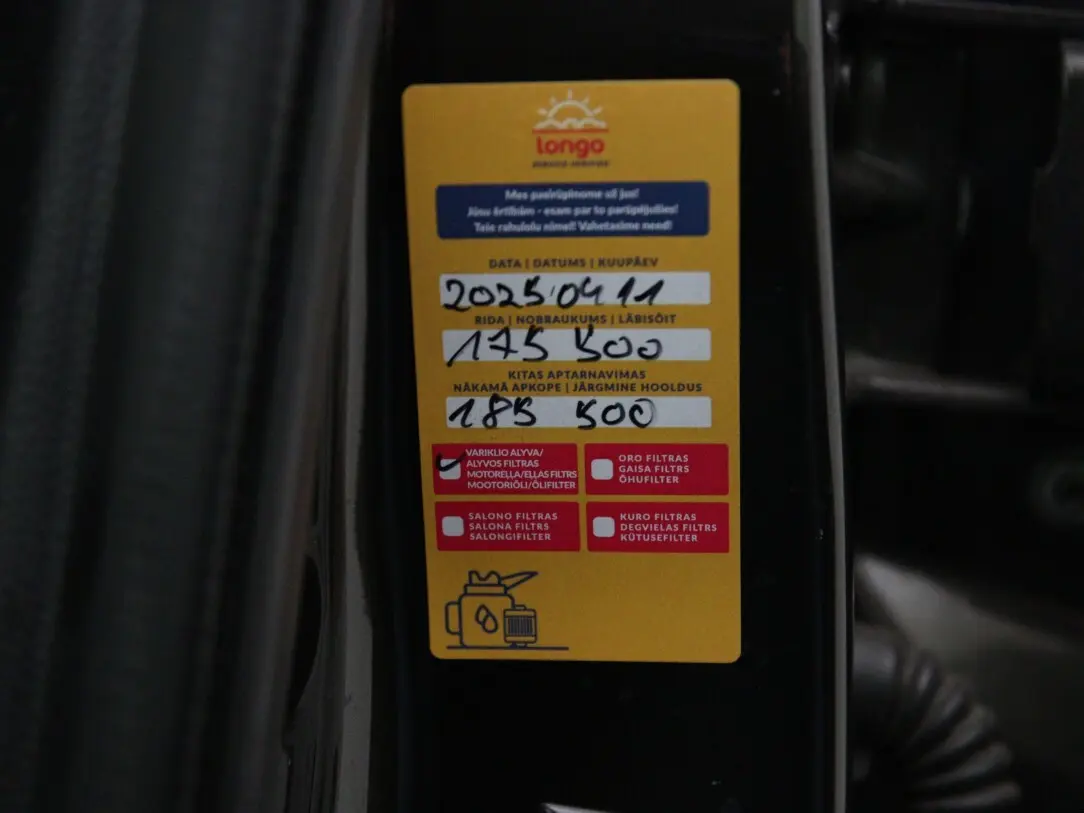 longo
Mes pasirūpinome už jus!
Jūsu ērtībām - esam par to parūpējušies!
Teie rahulolu nimel! Vahetasime need!
DATA | DATUMS | KUUPÄEV
2025 04 11
RIDA | NOBRAUKUMS | LÄBISÕIT
175 500
KITAS APTARNAVIMAS
NĀKAMĀ APKOPE | JÄRGMINE HOOLDUS
185 500
VARIKLIO ALYVA/
ALYVOS FILTRAS
MOTOREĻĻA/EĻĻAS FILTRS
MOOTORIÕLI/ÕLIFILTER
ORO FILTRAS
GAISA FILTRS
ÕHUFILTER
SALONO FILTRAS
SALONA FILTRS
SALONGIFILTER
KURO FILTRAS
DEGVIELAS FILTRS
KÜTUSEFILTER